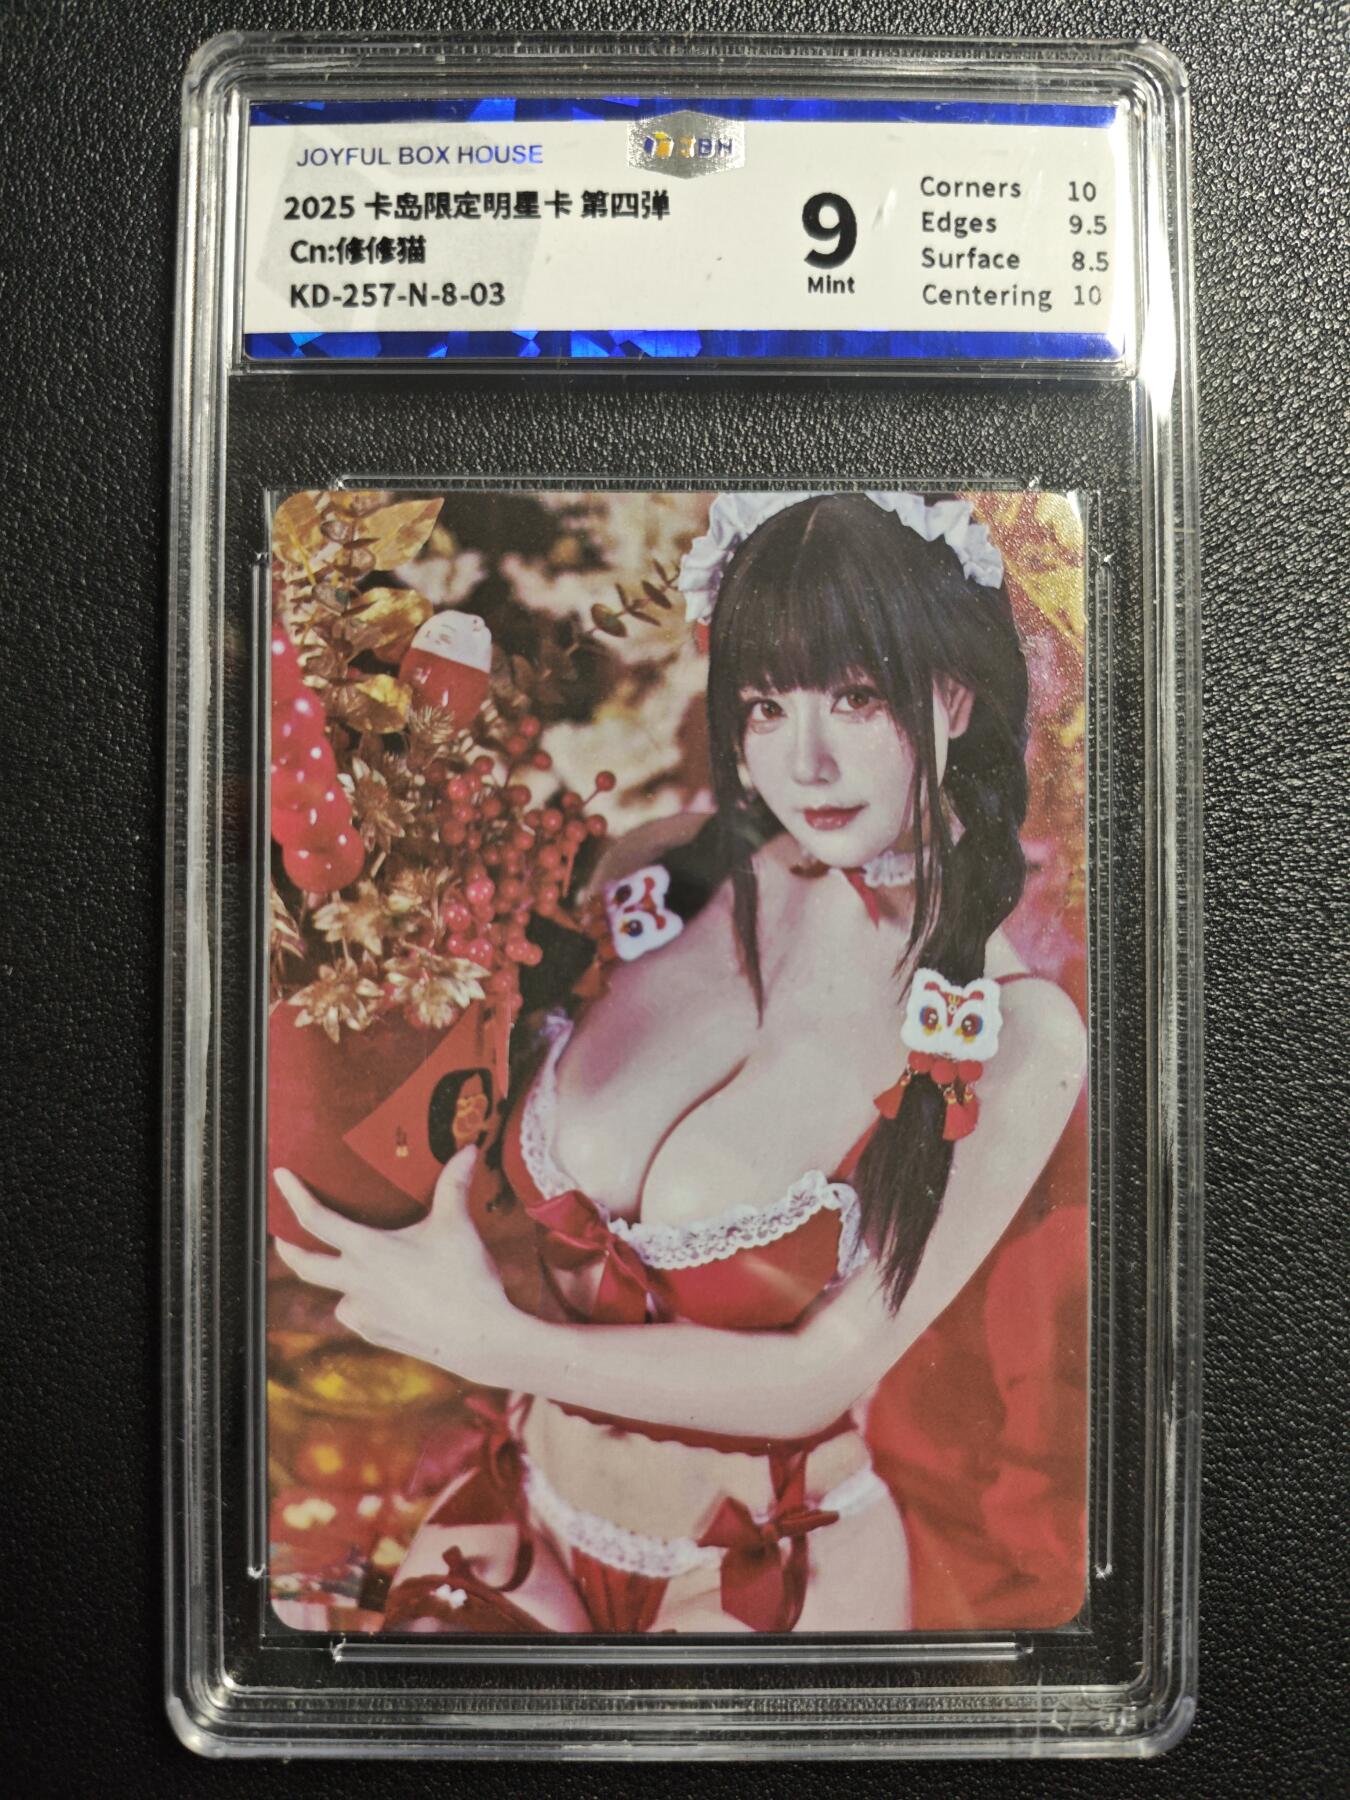 JOYFUL BOX HOUSE
JBH
2025 卡岛限定明星卡 第四弹
Cn:修修猫
KD-257-N-8-03
9
Mint
Corners 10
Edges 9.5
Surface 8.5
Centering 10